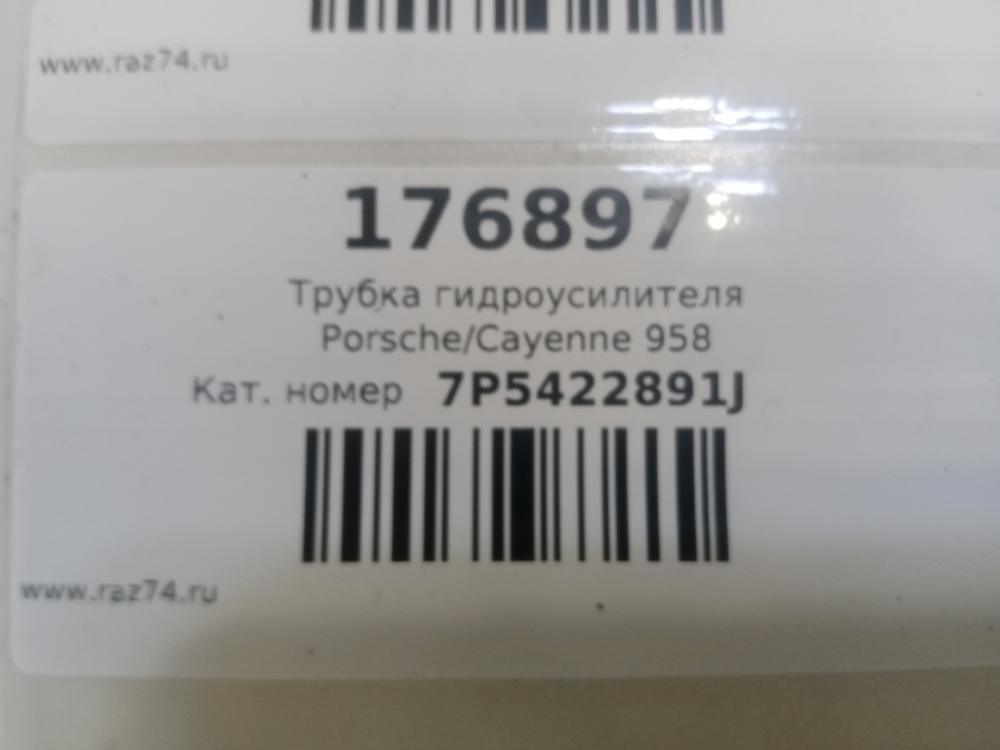 www.raz74.ru
176897
Трубка гидроусилителя
Porsche/Cayenne 958
Кат. номер 7P5422891J
www.raz74.ru